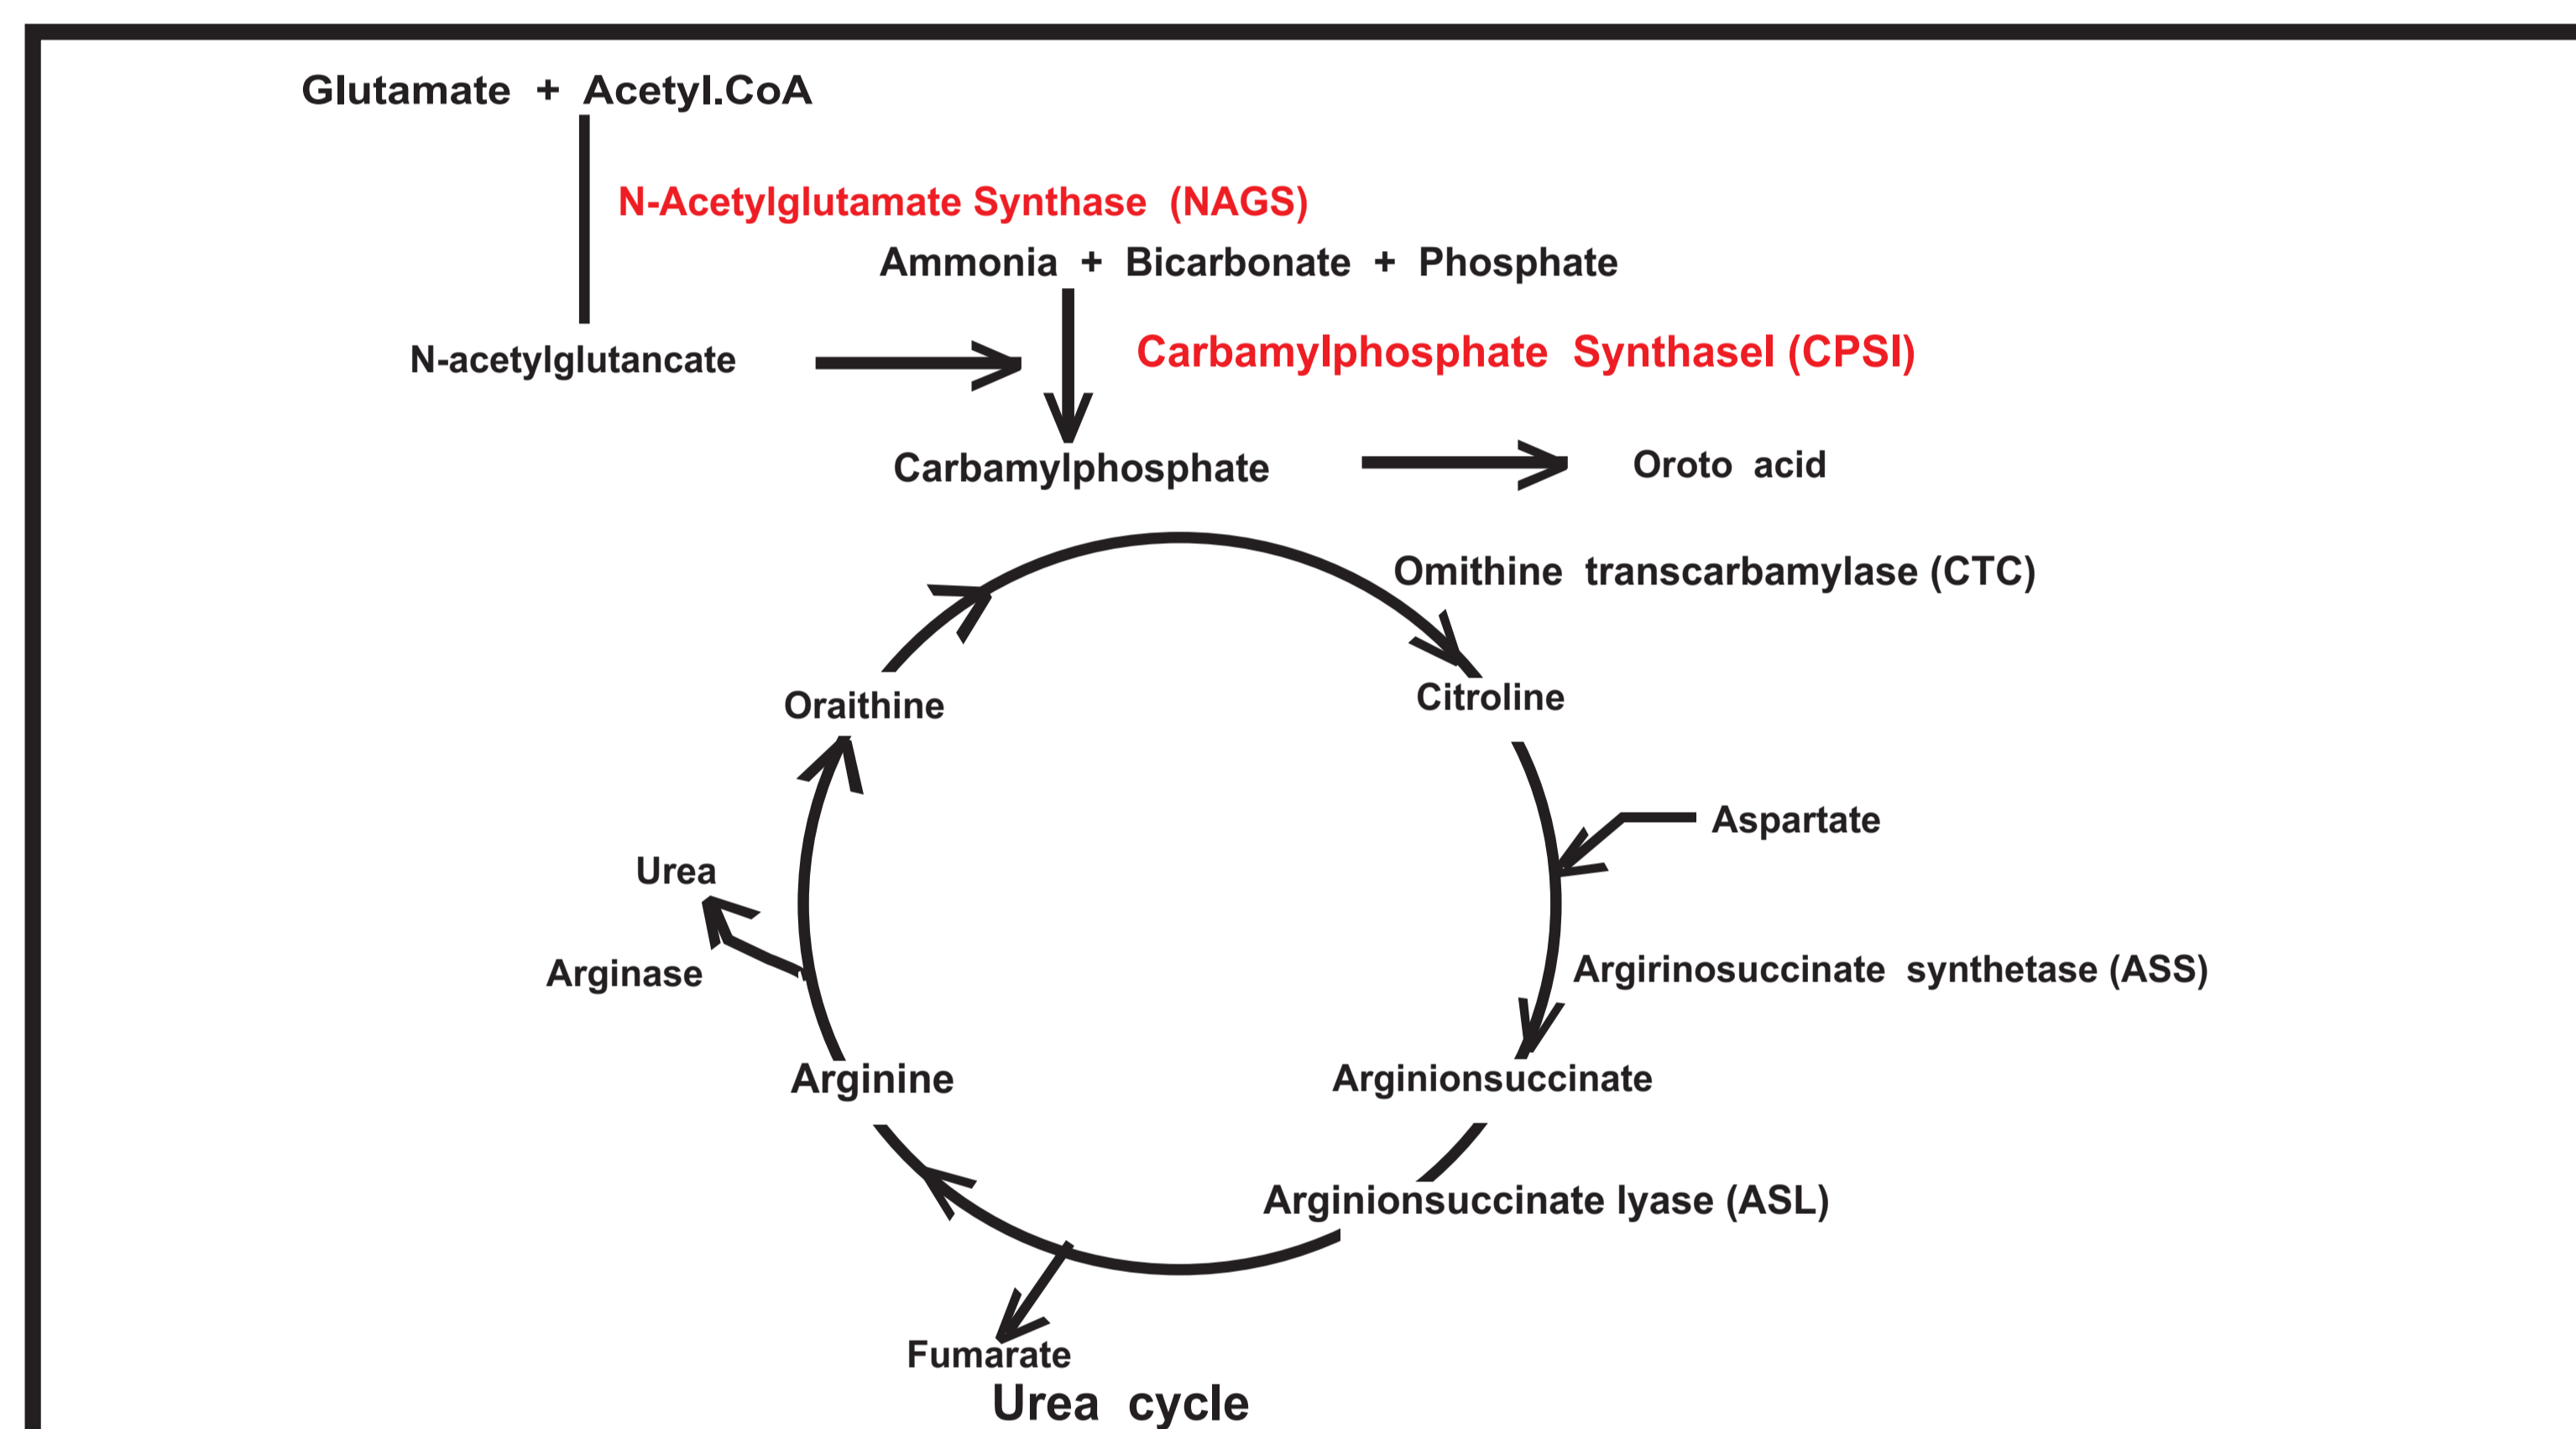 Glutamate + Acetyl.CoA
N-Acetylglutamate Synthase (NAGS)
Ammonia + Bicarbonate + Phosphate
N-acetylglutancate
Carbamylphosphate SynthaseI (CPSI)
Carbamylphosphate
Oroto acid
Omithine transcarbamylase (CTC)
Oraithine
Citroline
Aspartate
Urea
Arginase
Argirinosuccinate synthetase (ASS)
Arginine
Arginionsuccinate
Arginionsuccinate lyase (ASL)
Fumarate
Urea cycle